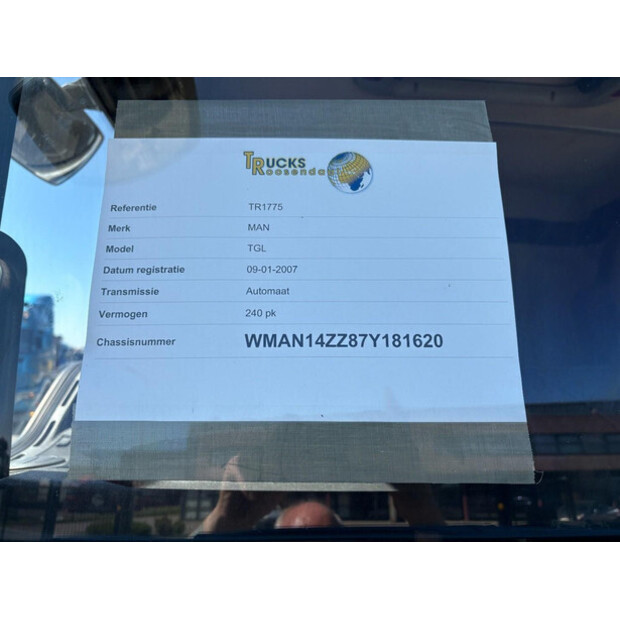 TRUCKS
Roosendaal
Referentie TR1775
Merk MAN
Model TGL
Datum registratie 09-01-2007
Transmissie Automaat
Vermogen 240 pk
Chassisnummer WMAN14ZZ87Y181620